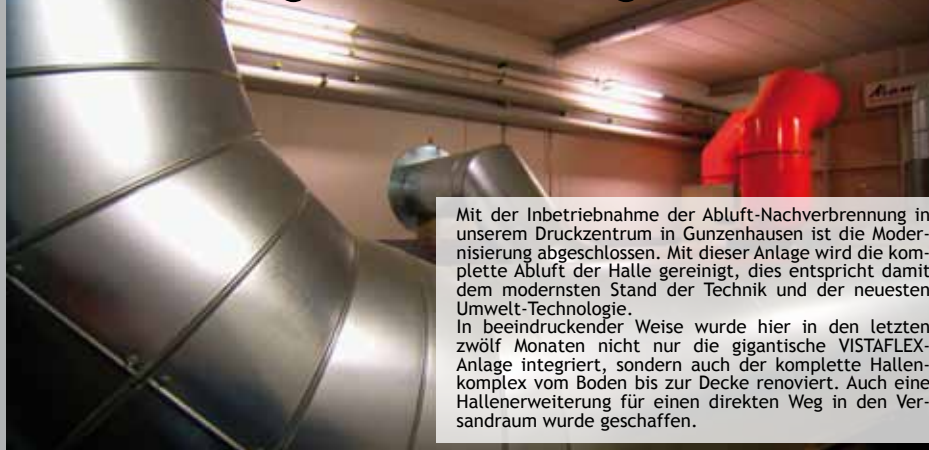 Mit der Inbetriebnahme der Abluft-Nachverbrennung in
unserem Druckzentrum in Gunzenhausen ist die Moder-
nisierung abgeschlossen. Mit dieser Anlage wird die kom-
plette Abluft der Halle gereinigt, dies entspricht damit
dem modernsten Stand der Technik und der neuesten
Umwelt-Technologie.
In beeindruckender Weise wurde hier in den letzten
zwölf Monaten nicht nur die gigantische VISTAFLEX-
Anlage integriert, sondern auch der komplette Hallen-
komplex vom Boden bis zur Decke renoviert. Auch eine
Hallenerweiterung für einen direkten Weg in den Ver-
sandraum wurde geschaffen.